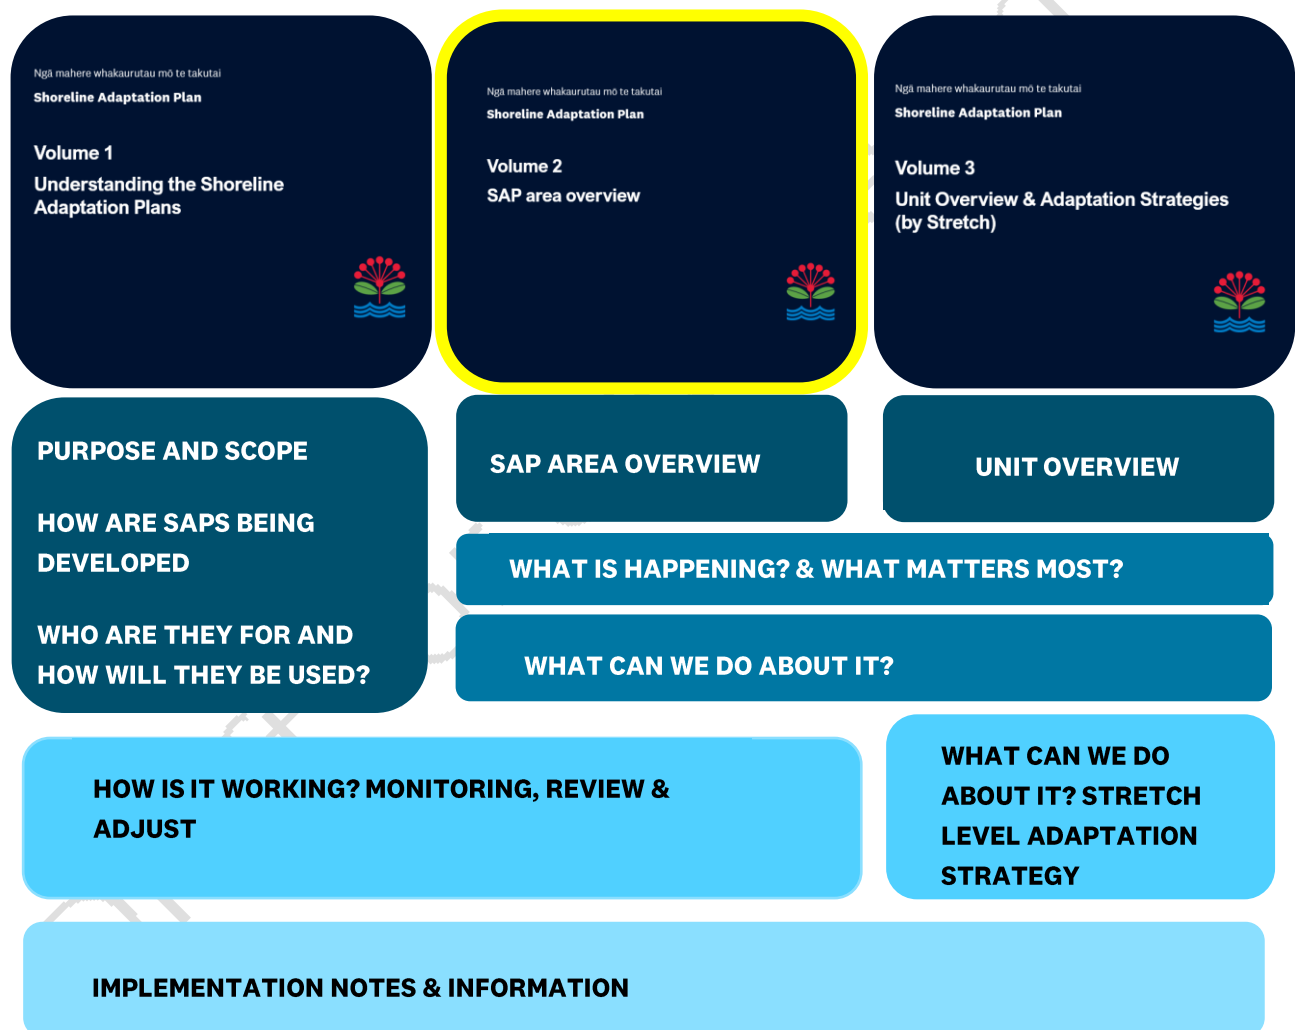 Ngā mahere whakaurutau mō te takutai
Shoreline Adaptation Plan
Volume 1
Understanding the Shoreline
Adaptation Plans
Ngā mahere whakaurutau mō te takutai
Shoreline Adaptation Plan
Volume 2
SAP area overview
Ngā mahere whakaurutau mō te takutai
Shoreline Adaptation Plan
Volume 3
Unit Overview & Adaptation Strategies
(by Stretch)
PURPOSE AND SCOPE
HOW ARE SAPS BEING
DEVELOPED
WHO ARE THEY FOR AND
HOW WILL THEY BE USED?
SAP AREA OVERVIEW
UNIT OVERVIEW
WHAT IS HAPPENING? & WHAT MATTERS MOST?
WHAT CAN WE DO ABOUT IT?
HOW IS IT WORKING? MONITORING, REVIEW &
ADJUST
WHAT CAN WE DO
ABOUT IT? STRETCH
LEVEL ADAPTATION
STRATEGY
IMPLEMENTATION NOTES & INFORMATION